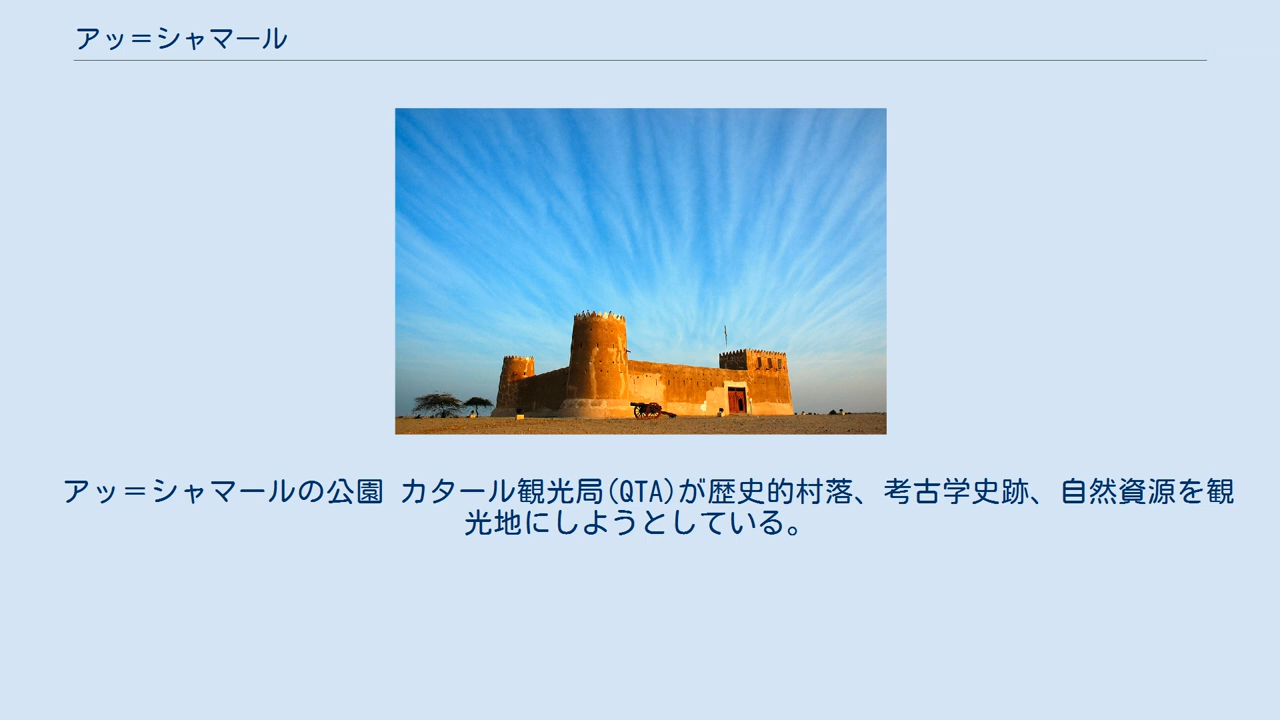 アッ＝シャマール
アッ＝シャマールの公園 カタール観光局(QTA)が歴史的村落、考古学史跡、自然資源を観
光地にしようとしている。